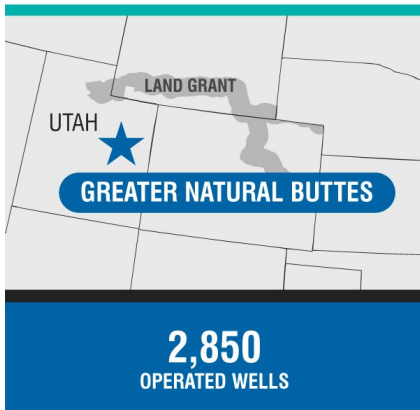 LAND GRANT
UTAH
GREATER NATURAL BUTTES
2,850
OPERATED WELLS